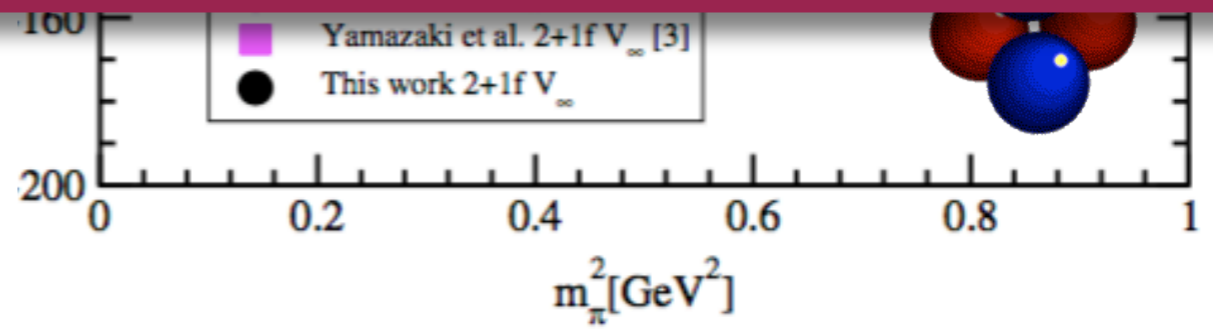 160
Yamazaki et al. 2+1f V∞ [3]
This work 2+1f V∞
200
0 0.2 0.4 0.6 0.8 1
mπ²[GeV²]